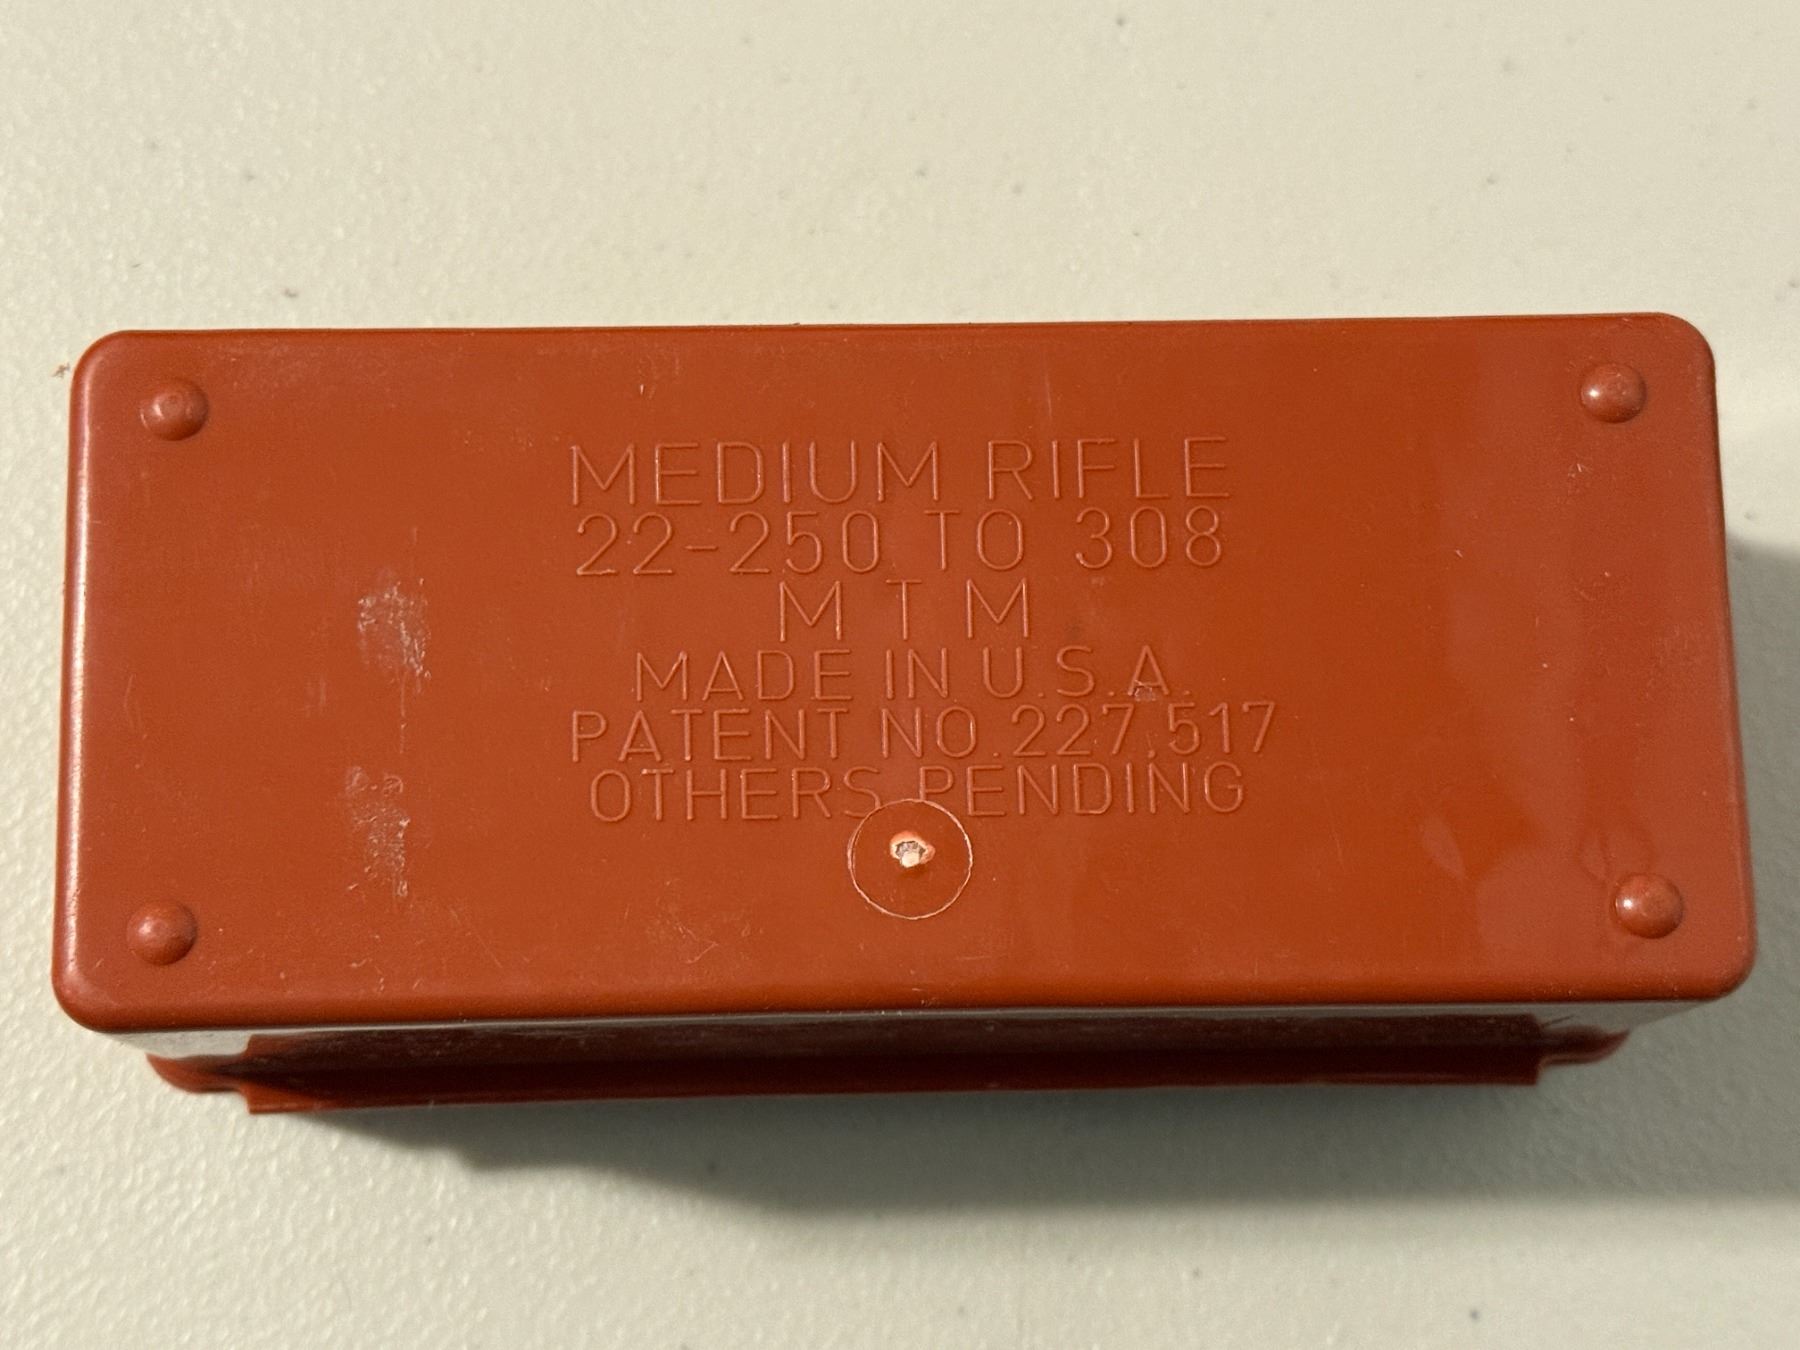 MEDIUM RIFLE
22-250 TO 308
M T M
MADE IN U.S.A.
PATENT NO. 227,517
OTHERS PENDING